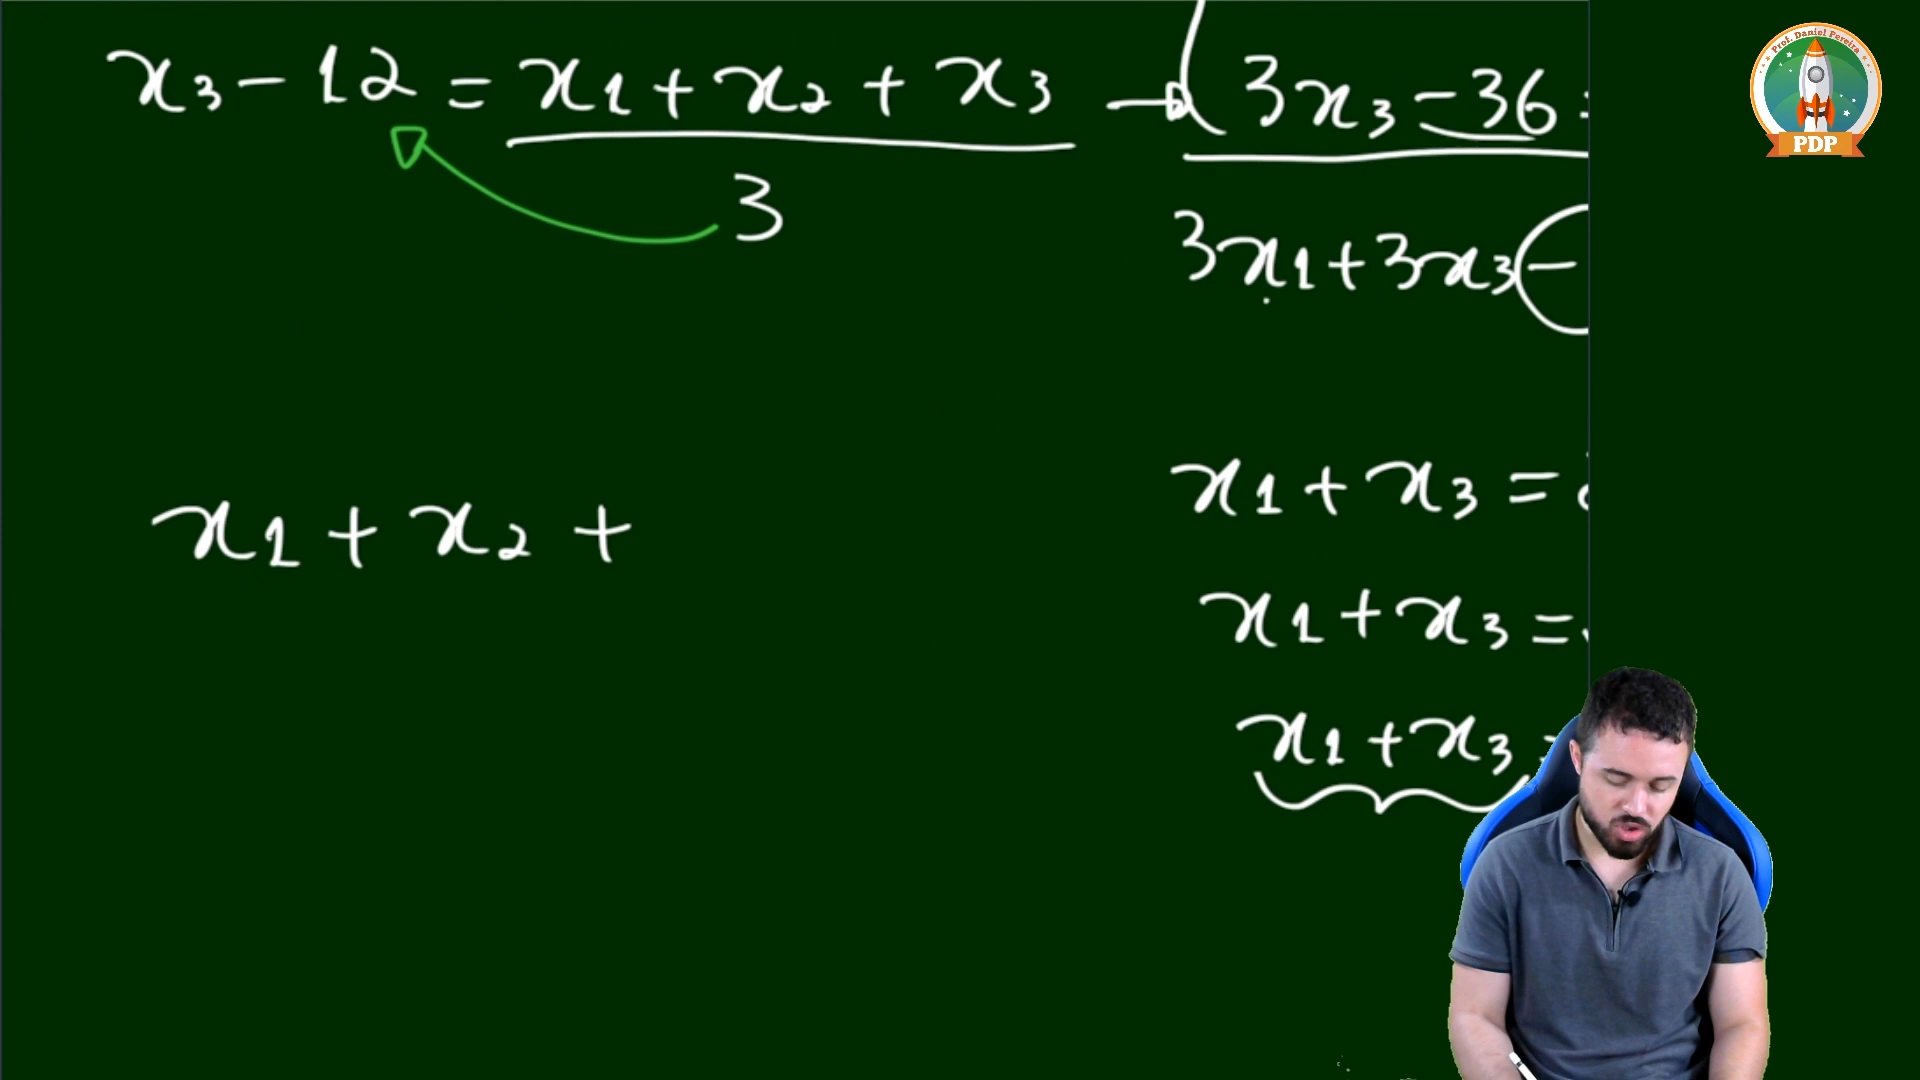 x₃ - 12 = x₁ + x₂ + x₃ → ( 3x₃ - 36
3
3x₁ + 3x₃ -
x₁ + x₃ =
x₁ + x₂ +
x₁ + x₃ =
x₁ + x₃
Prof. Daniel Pereira
PDP